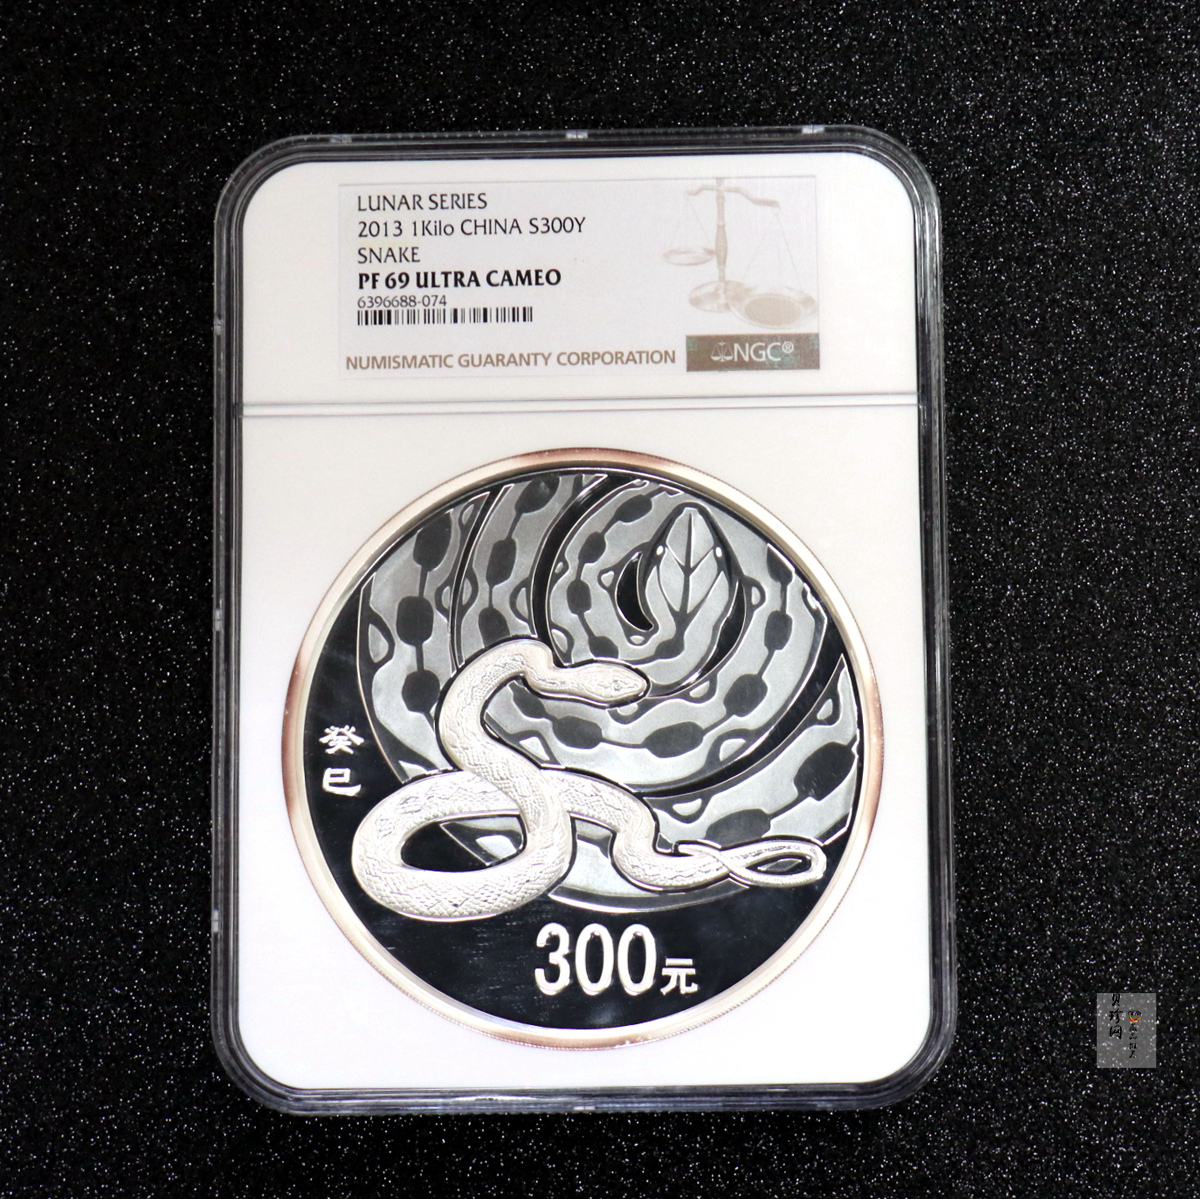 LUNAR SERIES
2013 1Kilo CHINA S300Y
SNAKE
PF 69 ULTRA CAMEO
6396688-074
NUMISMATIC GUARANTY CORPORATION
NGC®
癸
巳
300元